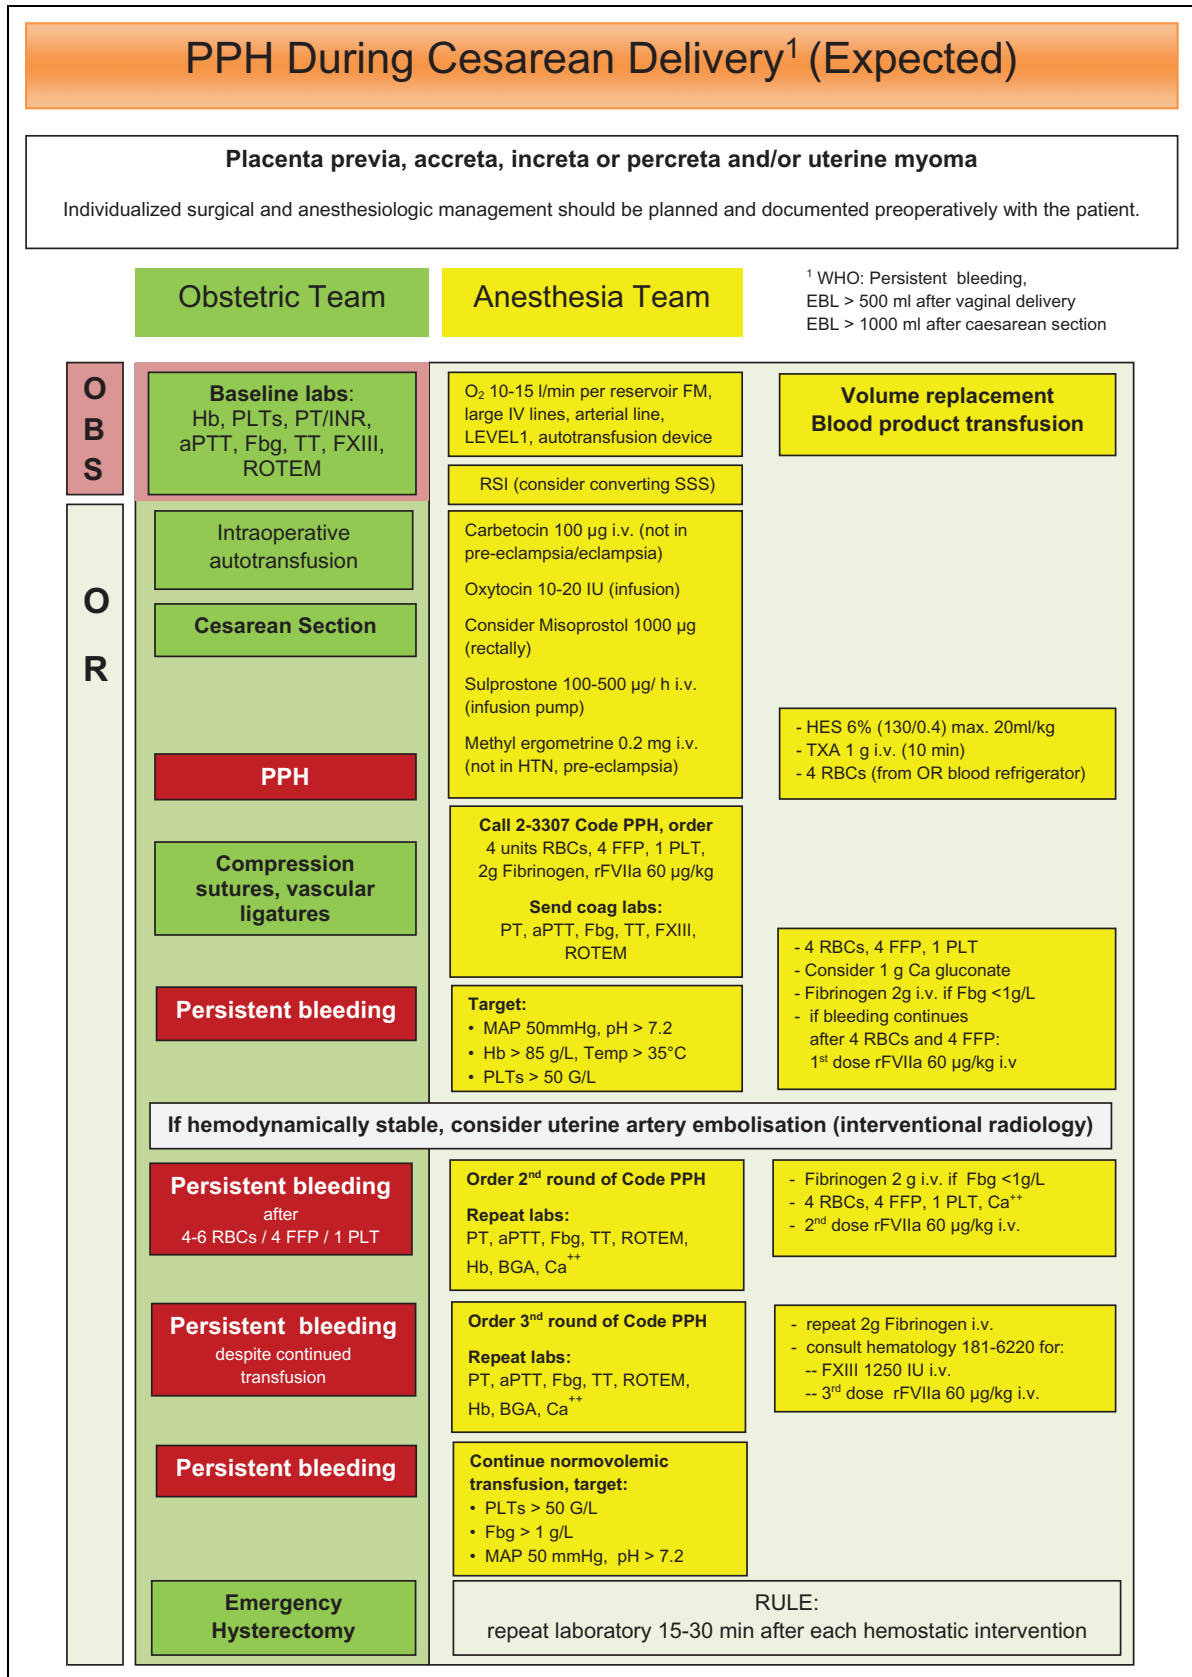 PPH During Cesarean Delivery¹ (Expected)
Placenta previa, accreta, increta or percreta and/or uterine myoma
Individualized surgical and anesthesiologic management should be planned and documented preoperatively with the patient.
Obstetric Team
Anesthesia Team
¹ WHO: Persistent bleeding,
EBL > 500 ml after vaginal delivery
EBL > 1000 ml after caesarean section
O
B
S
Baseline labs:
Hb, PLTs, PT/INR,
aPTT, Fbg, TT, FXIII,
ROTEM
O₂ 10-15 l/min per reservoir FM,
large IV lines, arterial line,
LEVEL1, autotransfusion device
Volume replacement
Blood product transfusion
RSI (consider converting SSS)
O
R
Intraoperative
autotransfusion
Cesarean Section
Carbetocin 100 µg i.v. (not in
pre-eclampsia/eclampsia)
Oxytocin 10-20 IU (infusion)
Consider Misoprostol 1000 µg
(rectally)
Sulprostone 100-500 µg/ h i.v.
(infusion pump)
Methyl ergometrine 0.2 mg i.v.
(not in HTN, pre-eclampsia)
PPH
- HES 6% (130/0.4) max. 20ml/kg
- TXA 1 g i.v. (10 min)
- 4 RBCs (from OR blood refrigerator)
Compression
sutures, vascular
ligatures
Call 2-3307 Code PPH, order
4 units RBCs, 4 FFP, 1 PLT,
2g Fibrinogen, rFVIIa 60 µg/kg
Send coag labs:
PT, aPTT, Fbg, TT, FXIII,
ROTEM
Persistent bleeding
Target:
• MAP 50mmHg, pH > 7.2
• Hb > 85 g/L, Temp > 35°C
• PLTs > 50 G/L
- 4 RBCs, 4 FFP, 1 PLT
- Consider 1 g Ca gluconate
- Fibrinogen 2g i.v. if Fbg <1g/L
- if bleeding continues
after 4 RBCs and 4 FFP:
1st dose rFVIIa 60 µg/kg i.v
If hemodynamically stable, consider uterine artery embolisation (interventional radiology)
Persistent bleeding
after
4-6 RBCs / 4 FFP / 1 PLT
Order 2nd round of Code PPH
Repeat labs:
PT, aPTT, Fbg, TT, ROTEM,
Hb, BGA, Ca++
- Fibrinogen 2 g i.v. if Fbg <1g/L
- 4 RBCs, 4 FFP, 1 PLT, Ca++
- 2nd dose rFVIIa 60 µg/kg i.v.
Persistent bleeding
despite continued
transfusion
Order 3rd round of Code PPH
Repeat labs:
PT, aPTT, Fbg, TT, ROTEM,
Hb, BGA, Ca++
- repeat 2g Fibrinogen i.v.
- consult hematology 181-6220 for:
-- FXIII 1250 IU i.v.
-- 3rd dose rFVIIa 60 µg/kg i.v.
Persistent bleeding
Continue normovolemic
transfusion, target:
• PLTs > 50 G/L
• Fbg > 1 g/L
• MAP 50 mmHg, pH > 7.2
Emergency
Hysterectomy
RULE:
repeat laboratory 15-30 min after each hemostatic intervention